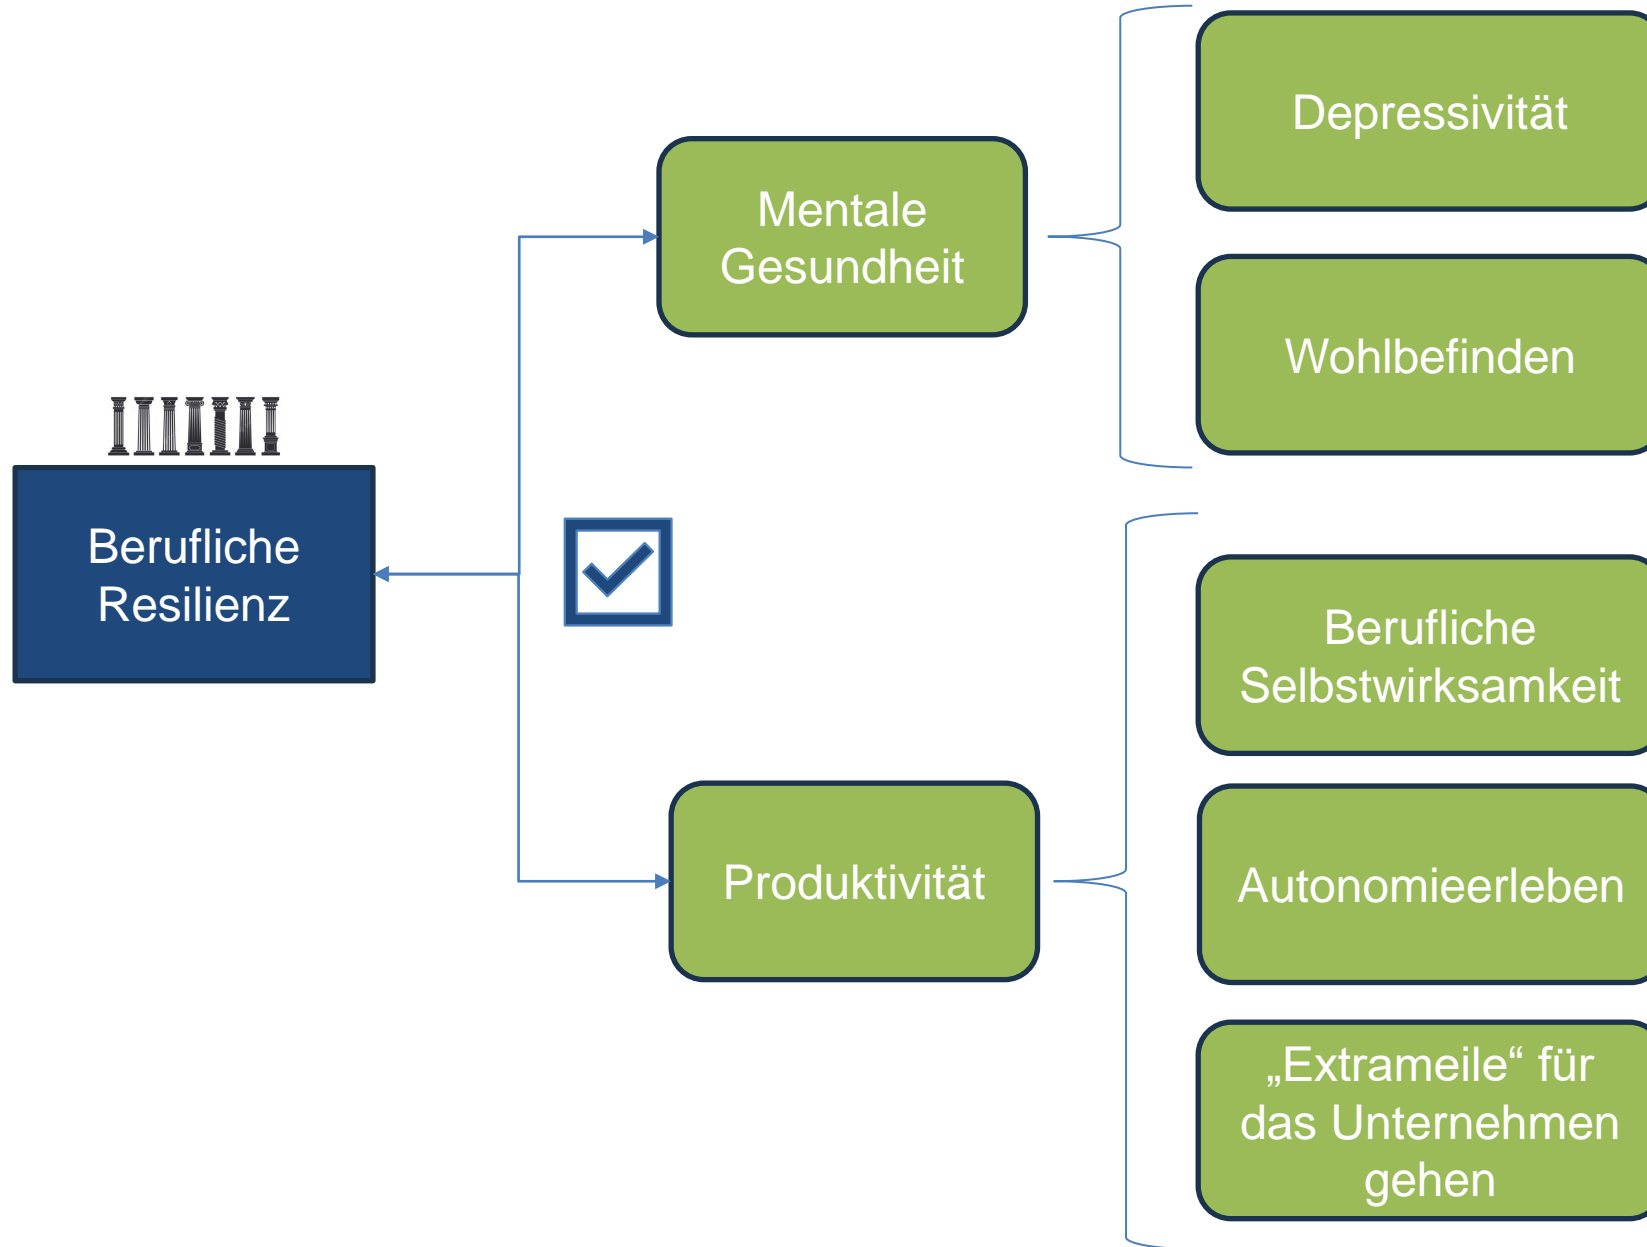 Depressivität
Mentale
Gesundheit
Wohlbefinden
Berufliche
Resilienz
Berufliche
Selbstwirksamkeit
Produktivität
Autonomieerleben
„Extrameile“ für
das Unternehmen
gehen